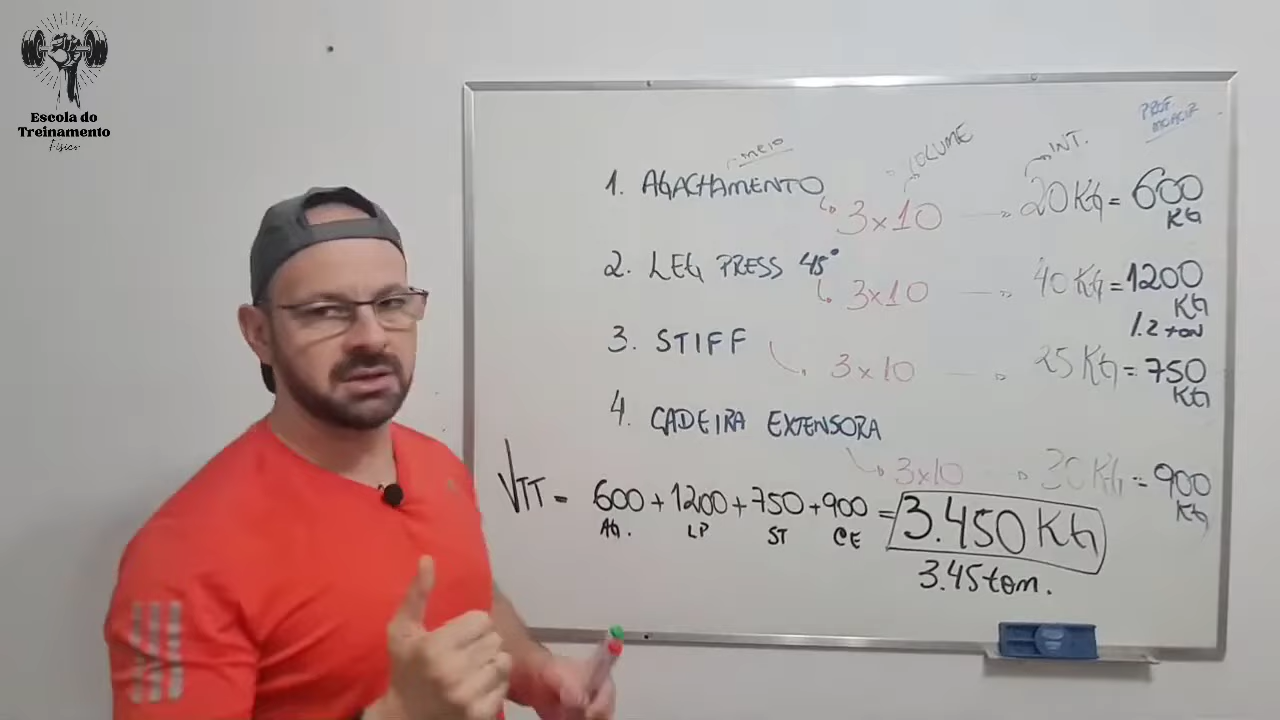 Escola do
Treinamento
Físico
PROF
MOACIR
MEIO
VOLUME
INT.
1. AGACHAMENTO
3x10
20 KG = 600
KG
2. LEG PRESS 45°
3x10
40 KG = 1200
KG
1.2 ton
3. STIFF
3x10
25 KG = 750
KG
4. CADEIRA EXTENSORA
3x10
30 KG = 900
KG
VTT = 600 + 1200 + 750 + 900 = 3.450 KG
AG. LP ST CE
3.45 ton.